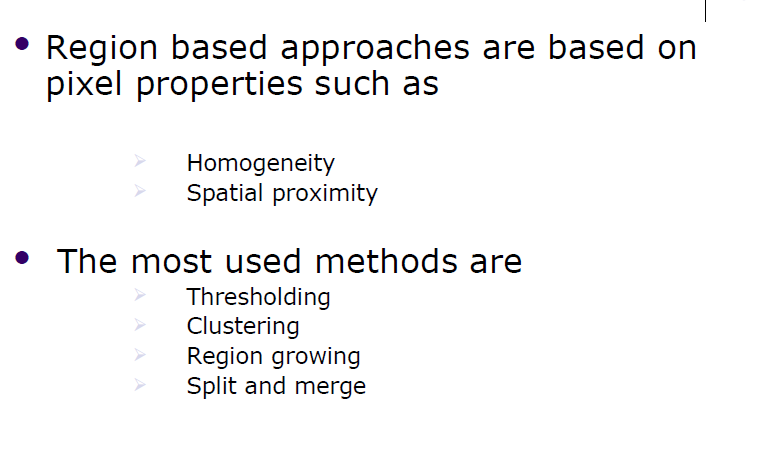 Region based approaches are based on
pixel properties such as
Homogeneity
Spatial proximity
The most used methods are
Thresholding
Clustering
Region growing
Split and merge